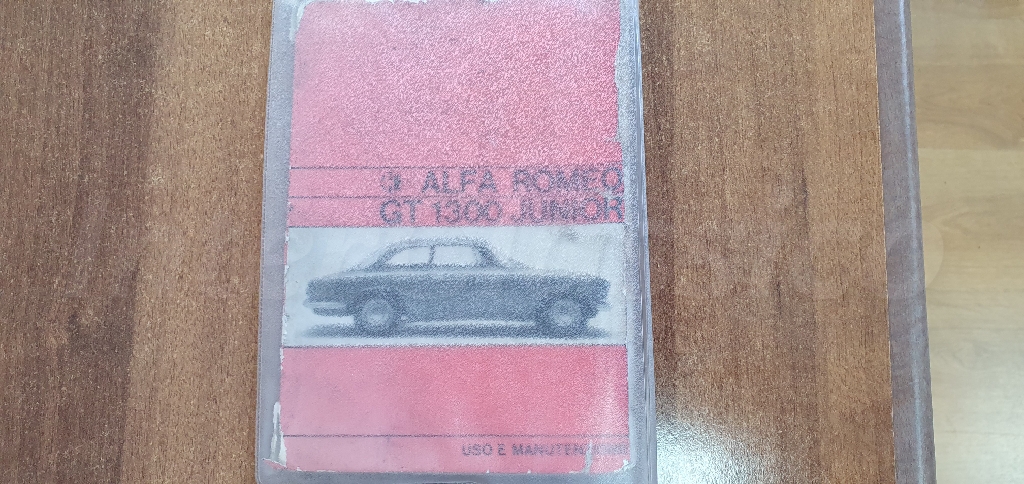 ALFA ROMEO
GT 1300 JUNIOR
USO E MANUTENZIONE